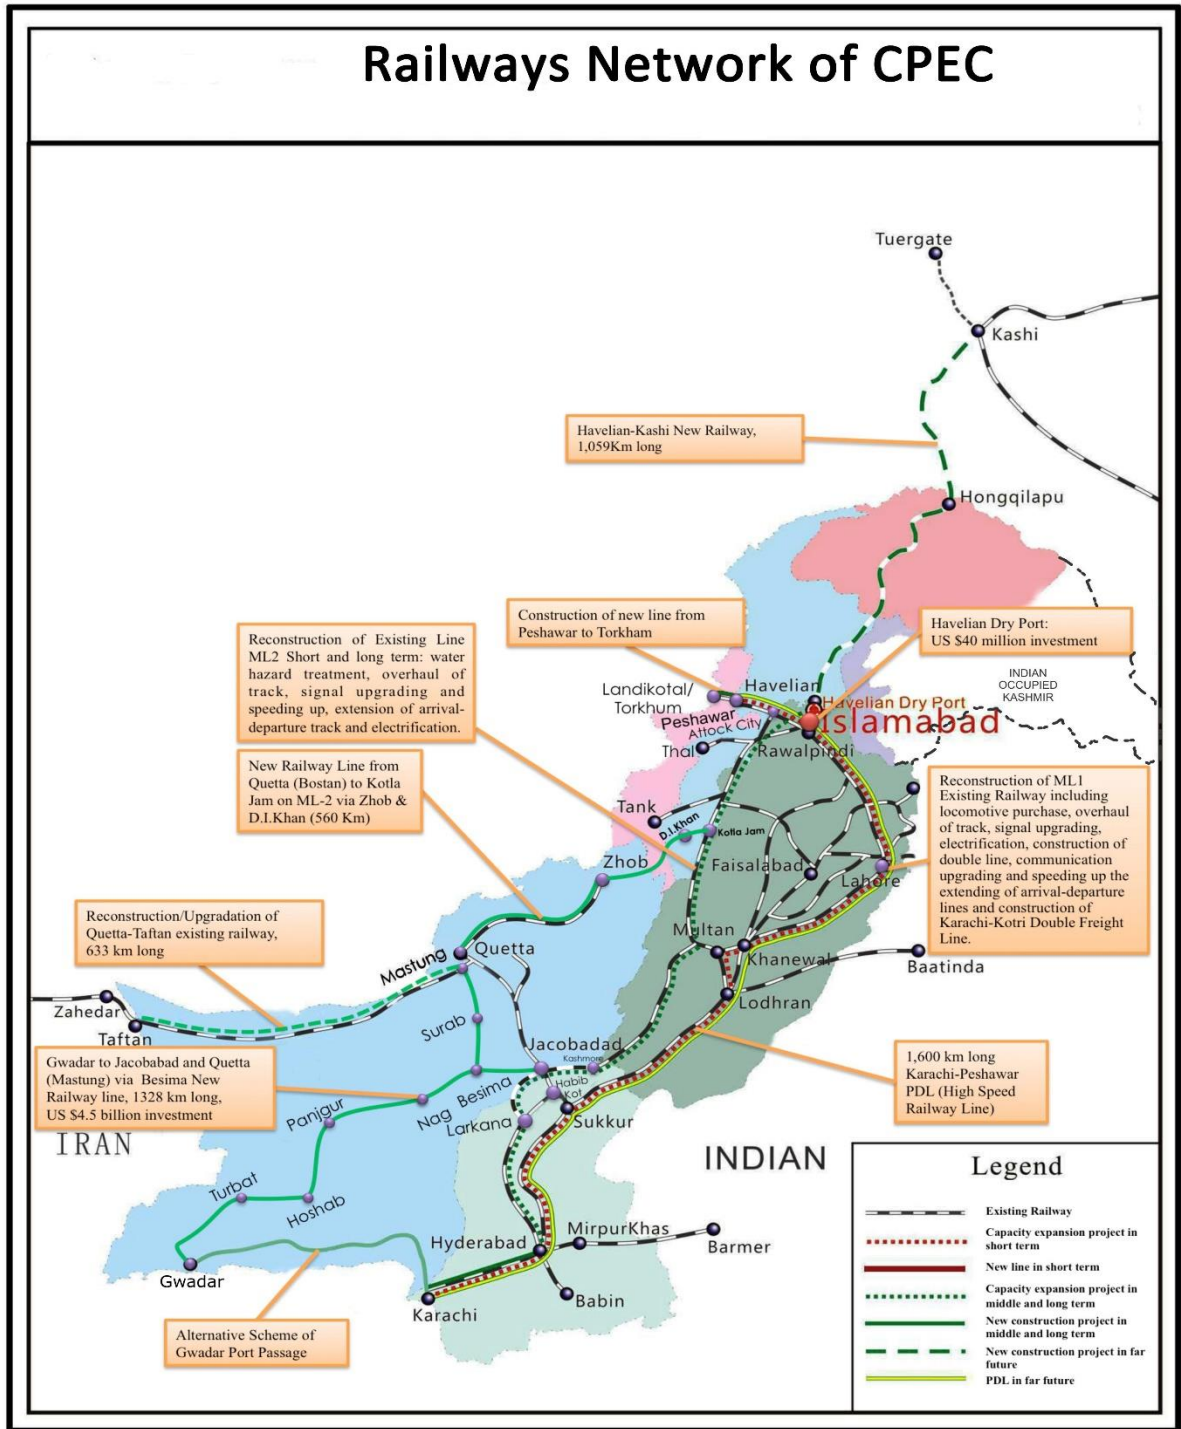 Railways Network of CPEC
Tuergate
Kashi
Havelian-Kashi New Railway,
1,059Km long
Hongqilapu
Construction of new line from
Peshawar to Torkham
Havelian Dry Port:
US $40 million investment
Reconstruction of Existing Line
ML2 Short and long term: water
hazard treatment, overhaul of
track, signal upgrading and
speeding up, extension of arrival-
departure track and electrification.
INDIAN
OCCUPIED
KASHMIR
Landikotal/
Torkhum
Havelian
Havelian Dry Port
Islamabad
Peshawar
Attock City
Thal
Rawalpindi
New Railway Line from
Quetta (Bostan) to Kotla
Jam on ML-2 via Zhob &
D.I.Khan (560 Km)
Reconstruction of ML1
Existing Railway including
locomotive purchase, overhaul
of track, signal upgrading,
electrification, construction of
double line, communication
upgrading and speeding up the
extending of arrival-departure
lines and construction of
Karachi-Kotri Double Freight
Line.
Tank
D.I.Khan
Kotla Jam
Zhob
Faisalabad
Lahore
Reconstruction/Upgradation of
Quetta-Taftan existing railway,
633 km long
Multan
Mastung
Quetta
Khanewal
Baatinda
Zahedar
Taftan
Lodhran
Surab
Jacobadad
Kashmore
Gwadar to Jacobabad and Quetta
(Mastung) via Besima New
Railway line, 1328 km long,
US $4.5 billion investment
1,600 km long
Karachi-Peshawar
PDL (High Speed
Railway Line)
Habib
Kot
Nag
Besima
Larkana
Sukkur
Panjgur
IRAN
INDIAN
Turbat
Hoshab
Gwadar
Hyderabad
MirpurKhas
Barmer
Karachi
Babin
Alternative Scheme of
Gwadar Port Passage
Legend
Existing Railway
Capacity expansion project in
short term
New line in short term
Capacity expansion project in
middle and long term
New construction project in
middle and long term
New construction project in far
future
PDL in far future